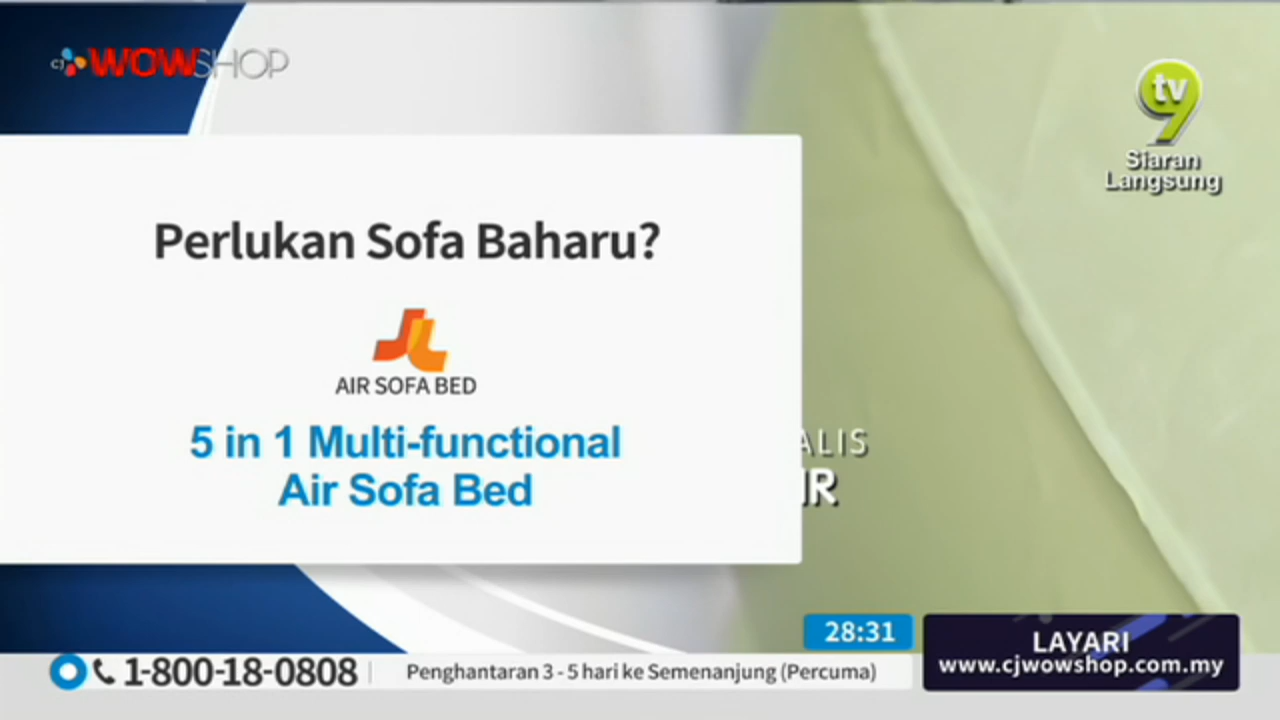 CJ WOWSHOP
tv9
Siaran
Langsung
Perlukan Sofa Baharu?
AIR SOFA BED
5 in 1 Multi-functional
Air Sofa Bed
28:31
LAYARI
www.cjwowshop.com.my
1-800-18-0808
Penghantaran 3 - 5 hari ke Semenanjung (Percuma)